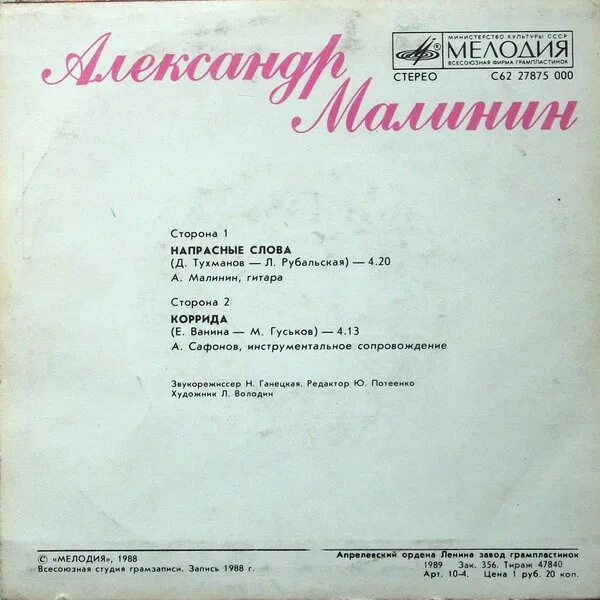 МИНИСТЕРСТВО КУЛЬТУРЫ СССР
МЕЛОДИЯ
ВСЕСОЮЗНАЯ ФИРМА ГРАМПЛАСТИНОК
СТЕРЕО С62 27875 000
Александр
Малинин
Сторона 1
НАПРАСНЫЕ СЛОВА
(Д. Тухманов — Л. Рубальская) — 4.20
А. Малинин, гитара
Сторона 2
КОРРИДА
(Е. Ванина — М. Гуськов) — 4.13
А. Сафонов, инструментальное сопровождение
Звукорежиссер Н. Ганецкая. Редактор Ю. Потеенко
Художник Л. Володин
© «МЕЛОДИЯ», 1988
Всесоюзная студия грамзаписи. Запись 1988 г.
Апрелевский ордена Ленина завод грампластинок
1989 Зак. 356. Тираж 47840
Арт. 10-4. Цена 1 руб. 20 коп.